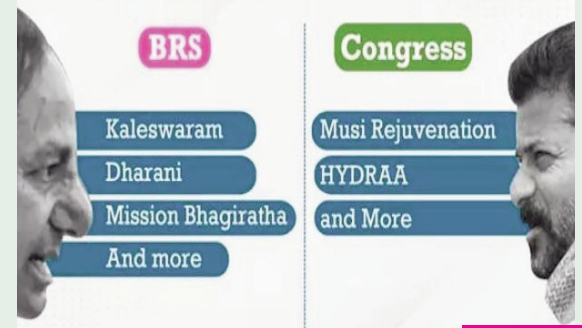 BRS
Kaleswaram
Dharani
Mission Bhagiratha
And more
Congress
Musi Rejuvenation
HYDRAA
and More